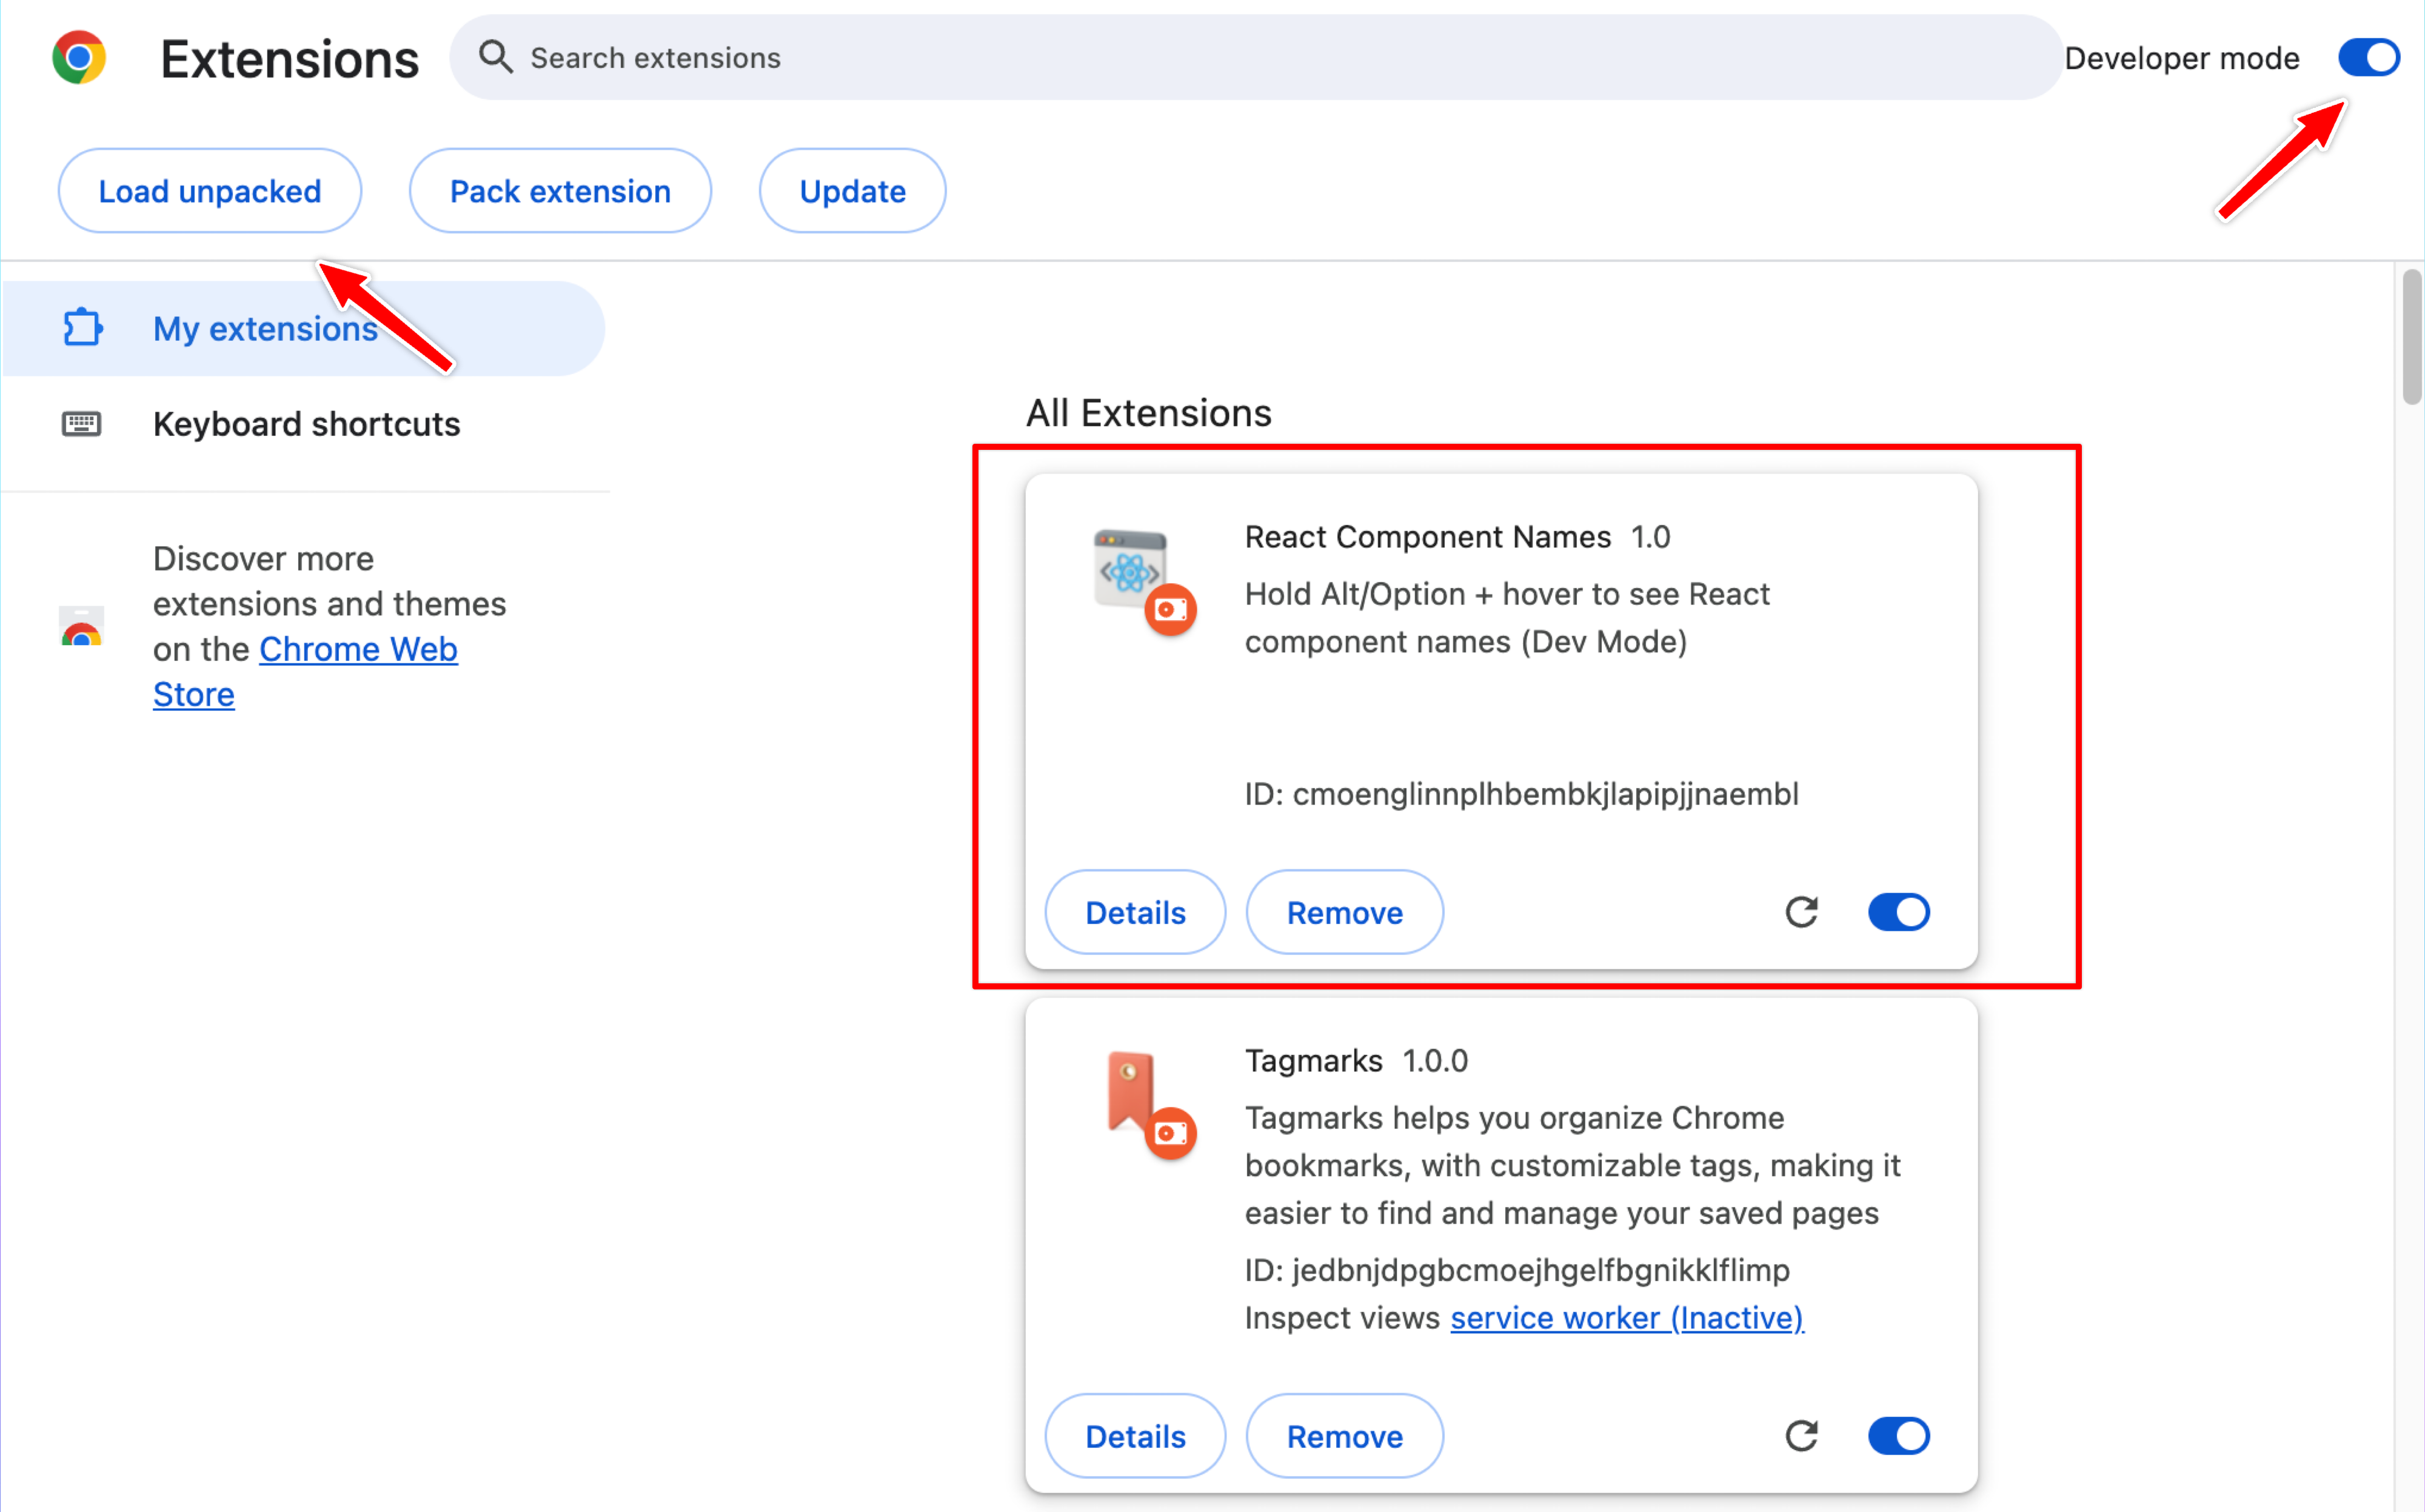 Extensions
Search extensions
Developer mode
Load unpacked
Pack extension
Update
My extensions
Keyboard shortcuts
Discover more
extensions and themes
on the Chrome Web
Store
All Extensions
React Component Names 1.0
Hold Alt/Option + hover to see React
component names (Dev Mode)
ID: cmoenglinnplhbembkjlapipjjnaembl
Details
Remove
Tagmarks 1.0.0
Tagmarks helps you organize Chrome
bookmarks, with customizable tags, making it
easier to find and manage your saved pages
ID: jedbnjdpgbcmoejhgelfbgnikklflimp
Inspect views service worker (Inactive)
Details
Remove